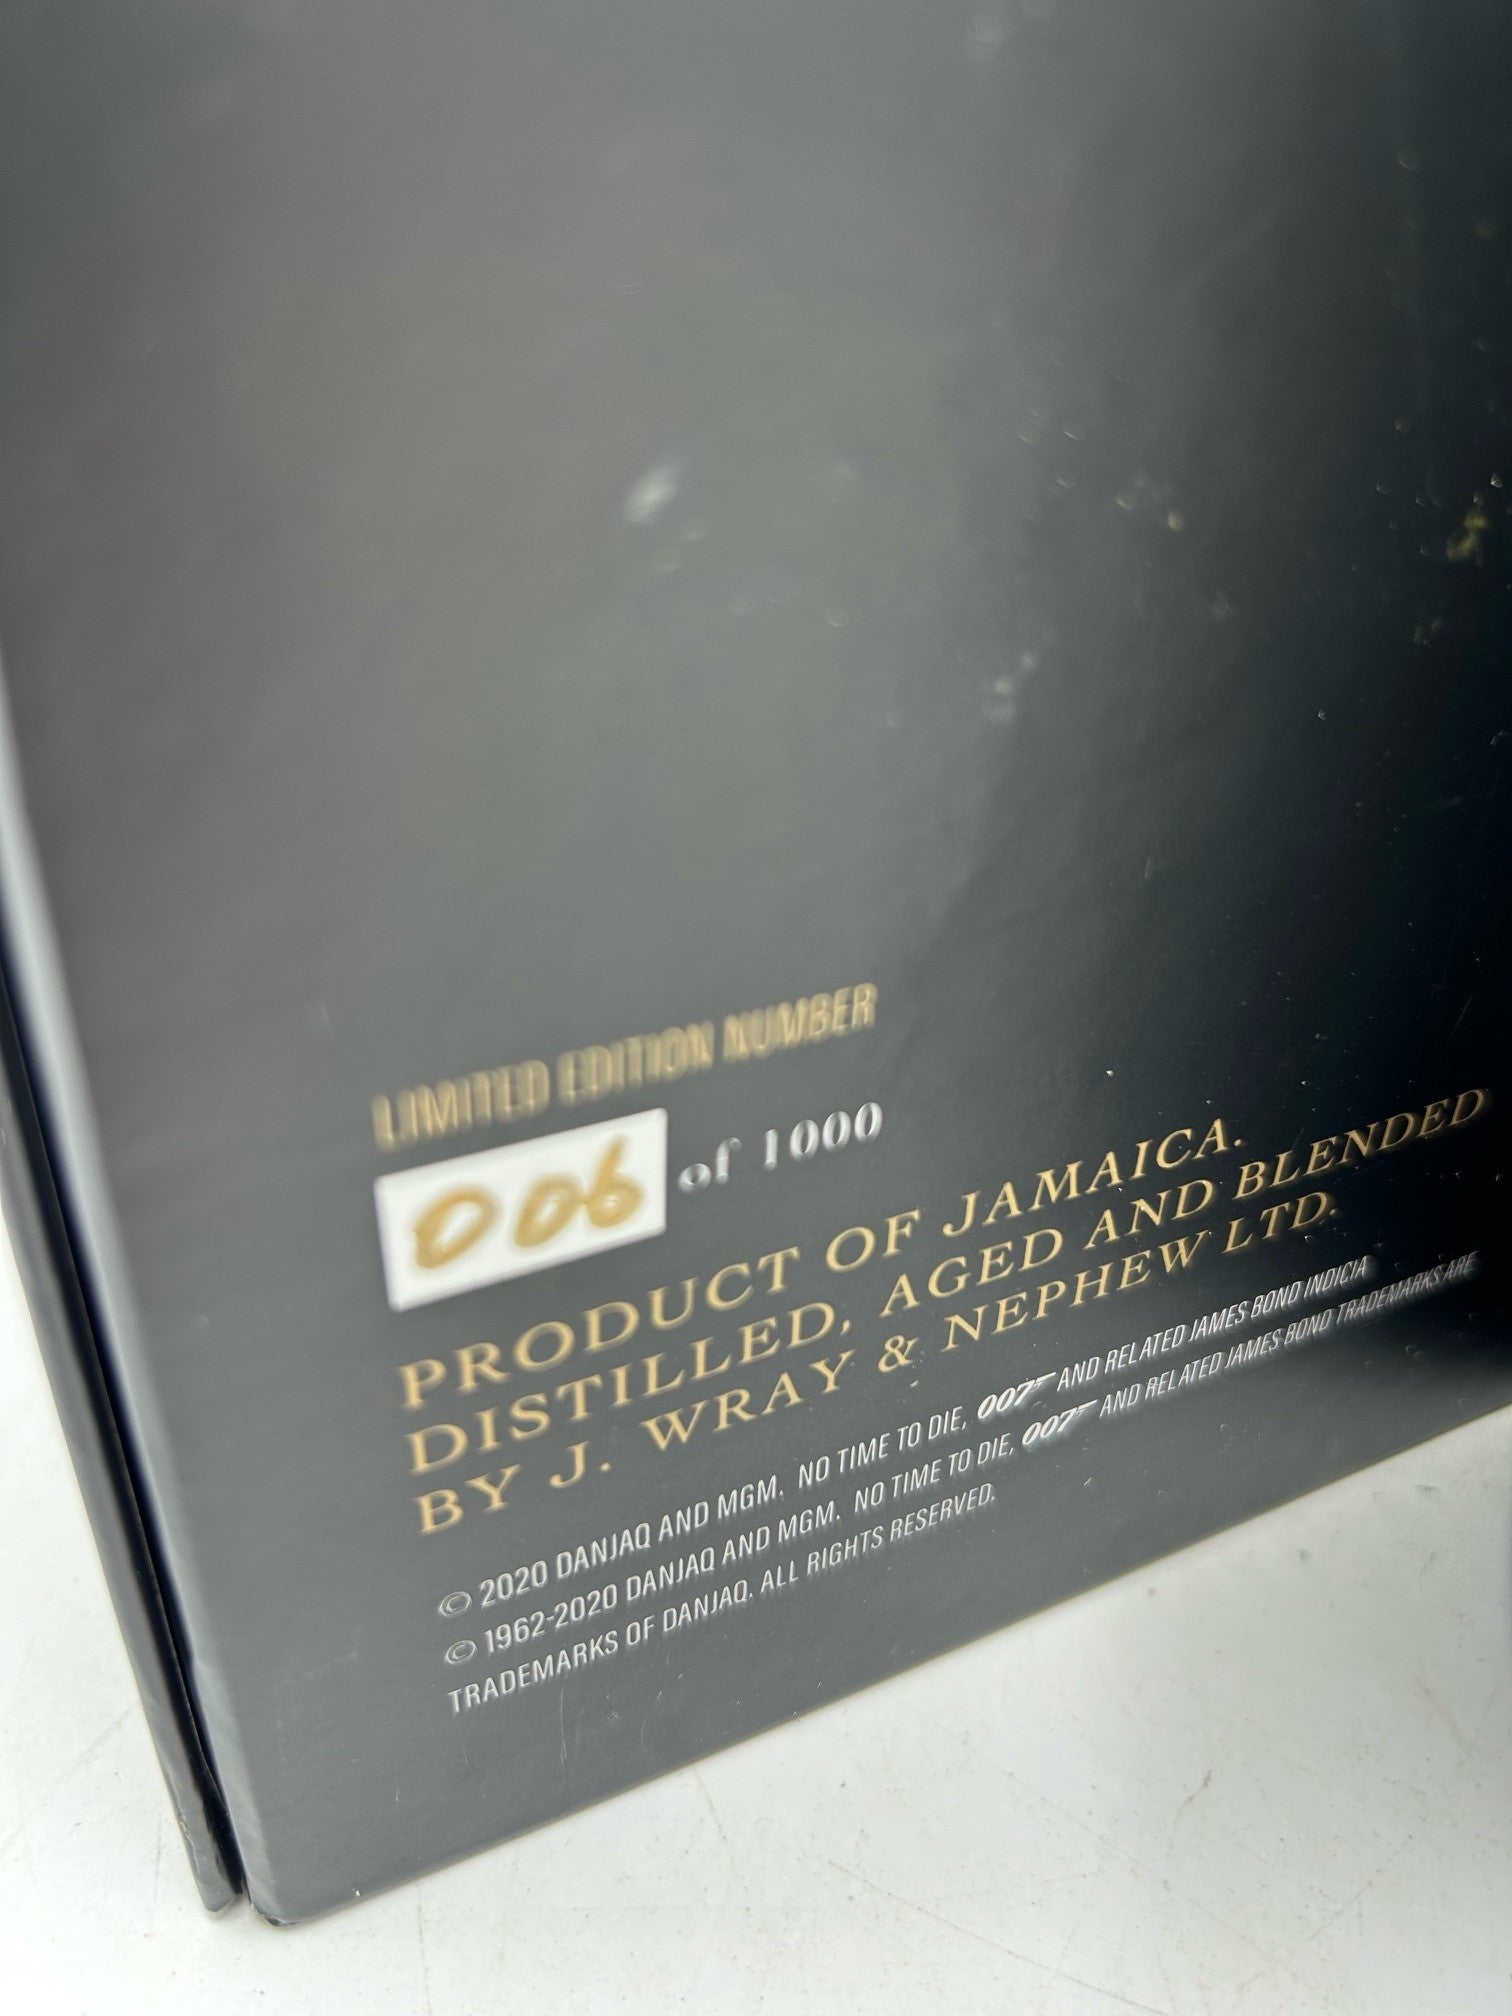 LIMITED EDITION NUMBER
006 of 1000
PRODUCT OF JAMAICA.
DISTILLED, AGED AND BLENDED
BY J. WRAY & NEPHEW LTD.
© 2020 DANJAQ AND MGM. NO TIME TO DIE, 007 AND RELATED JAMES BOND INDICIA
© 1962-2020 DANJAQ AND MGM. NO TIME TO DIE, 007 AND RELATED JAMES BOND TRADEMARKS ARE
TRADEMARKS OF DANJAQ. ALL RIGHTS RESERVED.